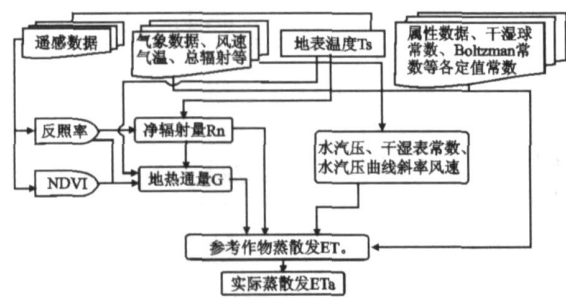 遥感数据
气象数据、风速
气温、总辐射等
地表温度Ts
属性数据、干湿球
常数、Boltzman常
数等各定值常数
反照率
净辐射量Rn
水汽压、干湿表常数、
水汽压曲线斜率风速
NDVI
地热通量G
参考作物蒸散发ET。
实际蒸散发ETa